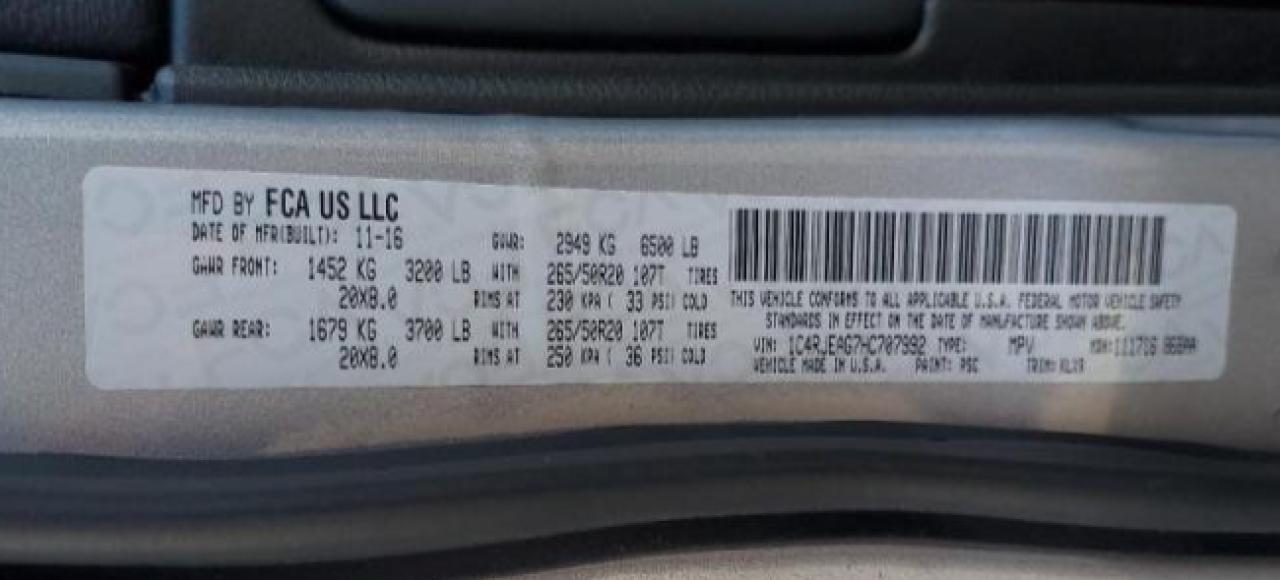 MFD BY FCA US LLC
DATE OF MFR(BUILT): 11-16 GVWR: 2949 KG 6500 LB
GAWR FRONT: 1452 KG 3200 LB WITH 265/50R20 107T TIRES
20X8.0 RIMS AT 230 KPA ( 33 PSI) COLD
GAWR REAR: 1679 KG 3700 LB WITH 265/50R20 107T TIRES
20X8.0 RIMS AT 250 KPA ( 36 PSI) COLD
THIS VEHICLE CONFORMS TO ALL APPLICABLE U.S.A. FEDERAL MOTOR VEHICLE SAFETY
STANDARDS IN EFFECT ON THE DATE OF MANUFACTURE SHOWN ABOVE.
VIN: 1C4RJEAG7HC707992 TYPE: MPV MDH:
VEHICLE MADE IN U.S.A. PAINT: PSC TRIM: